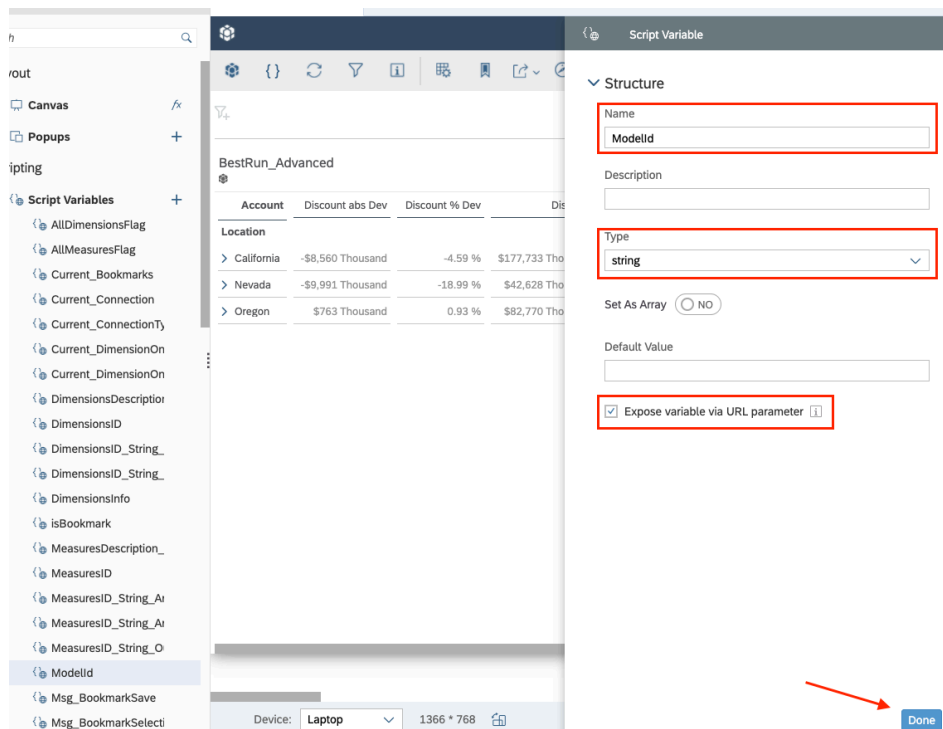 h
yout
Canvas
fx
Popups
ripting
Script Variables
AllDimensionsFlag
AllMeasuresFlag
Current_Bookmarks
Current_Connection
Current_ConnectionTy
Current_DimensionOn
Current_DimensionOn
DimensionsDescription
DimensionsID
DimensionsID_String_
DimensionsID_String_
DimensionsInfo
isBookmark
MeasuresDescription_
MeasuresID
MeasuresID_String_Ar
MeasuresID_String_Ar
MeasuresID_String_O
ModelId
Msg_BookmarkSave
Msg_BookmarkSelecti
BestRun_Advanced
Account Discount abs Dev Discount % Dev Dis
Location
California -$8,560 Thousand -4.59 % $177,733 Tho
Nevada -$9,991 Thousand -18.99 % $42,628 Tho
Oregon $763 Thousand 0.93 % $82,770 Tho
Device: Laptop 1366 * 768
Script Variable
Structure
Name
ModelId
Description
Type
string
Set As Array NO
Default Value
Expose variable via URL parameter
Done